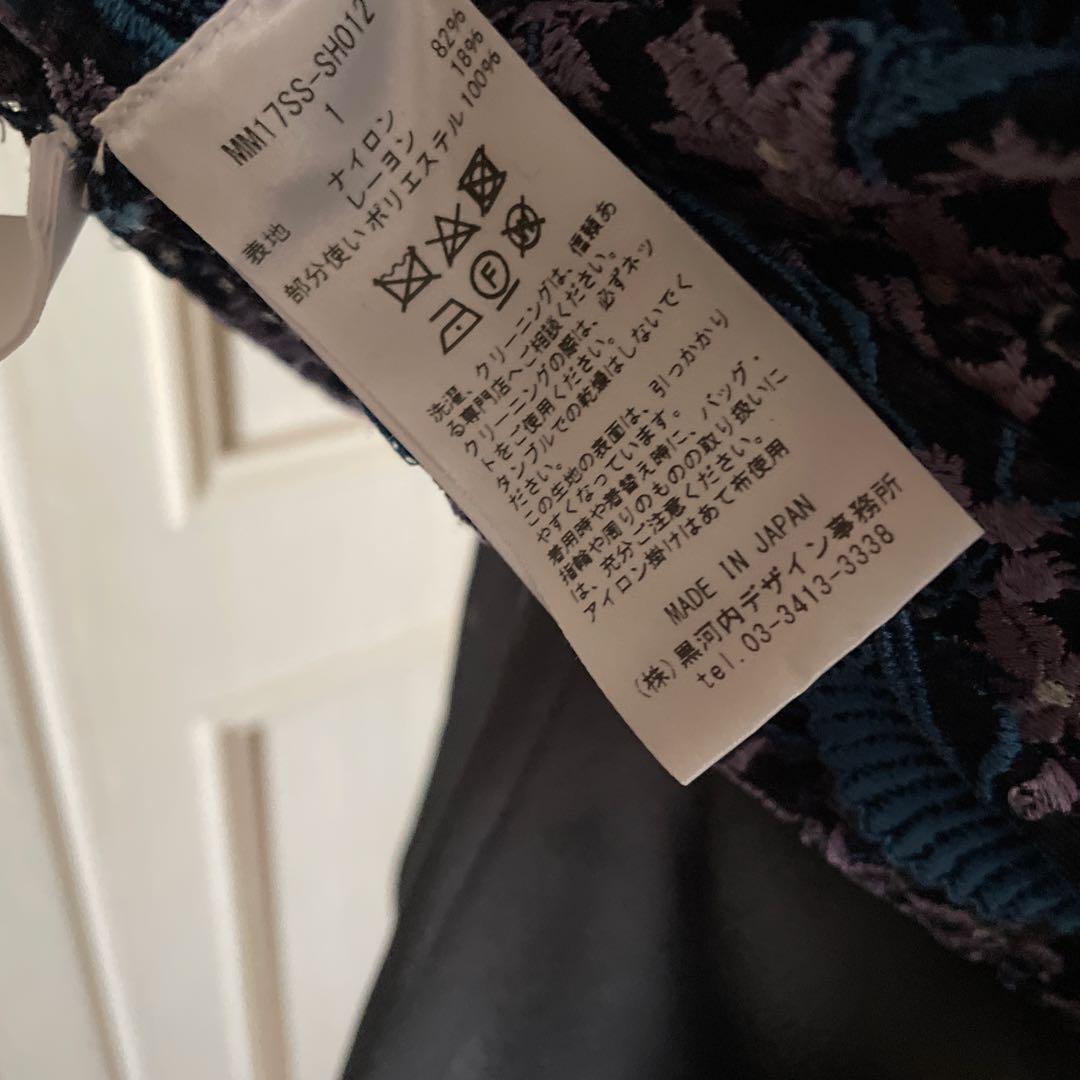 MM17SS-SH012
1
表地 ナイロン 82%
レーヨン 18%
部分使い ポリエステル 100%
F
W
洗濯、クリーニングは、信頼あ
る専門店へご相談ください。
クリーニングの際は、必ずネッ
トをご使用ください。
タンブルでの乾燥はしないでく
ださい。
この生地の表面は、引っかかり
やすくなっています。
着用時や着替え時に、バッグ、
指輪や周りのものの取り扱いに
は、充分ご注意ください。
アイロン掛けはあて布使用
MADE IN JAPAN
(株)黒河内デザイン事務所
tel.03-3413-3338